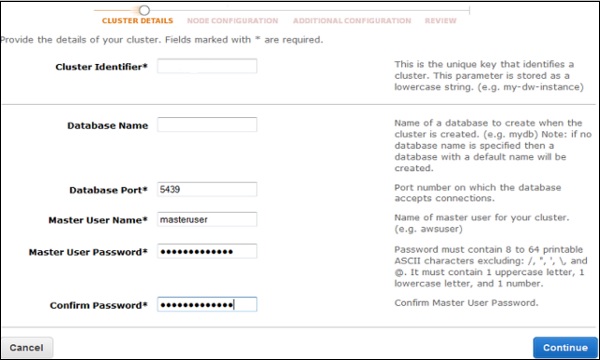 CLUSTER DETAILS NODE CONFIGURATION ADDITIONAL CONFIGURATION REVIEW
Provide the details of your cluster. Fields marked with * are required.
Cluster Identifier*
This is the unique key that identifies a
cluster. This parameter is stored as a
lowercase string. (e.g. my-dw-instance)
Database Name
Name of a database to create when the
cluster is created. (e.g. mydb) Note: if no
database name is specified then a
database with a default name will be
created.
Database Port* 5439
Port number on which the database
accepts connections.
Master User Name* masteruser
Name of master user for your cluster.
(e.g. awsuser)
Master User Password* •••••••••••••
Password must contain 8 to 64 printable
ASCII characters excluding: /, ", ', \, and
@. It must contain 1 uppercase letter, 1
lowercase letter, and 1 number.
Confirm Password* •••••••••••••
Confirm Master User Password.
Cancel Continue